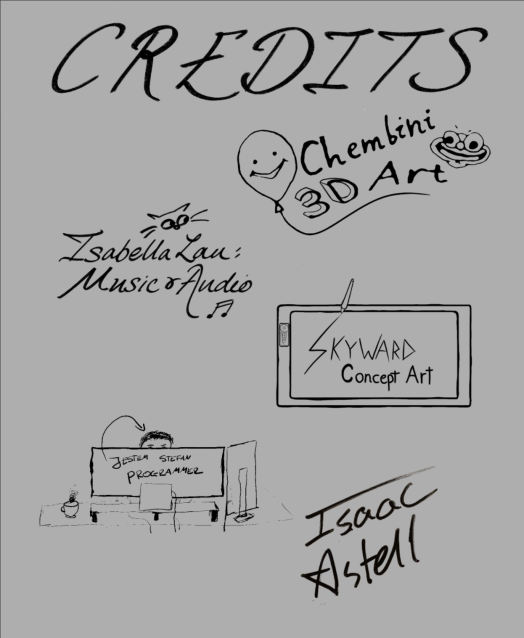 CREDITS
Chembini
3D Art
Isabella Lau:
Music & Audio
SKYWARD
Concept Art
JESTEM STEFAN
PROGRAMMER
Isaac
Astell